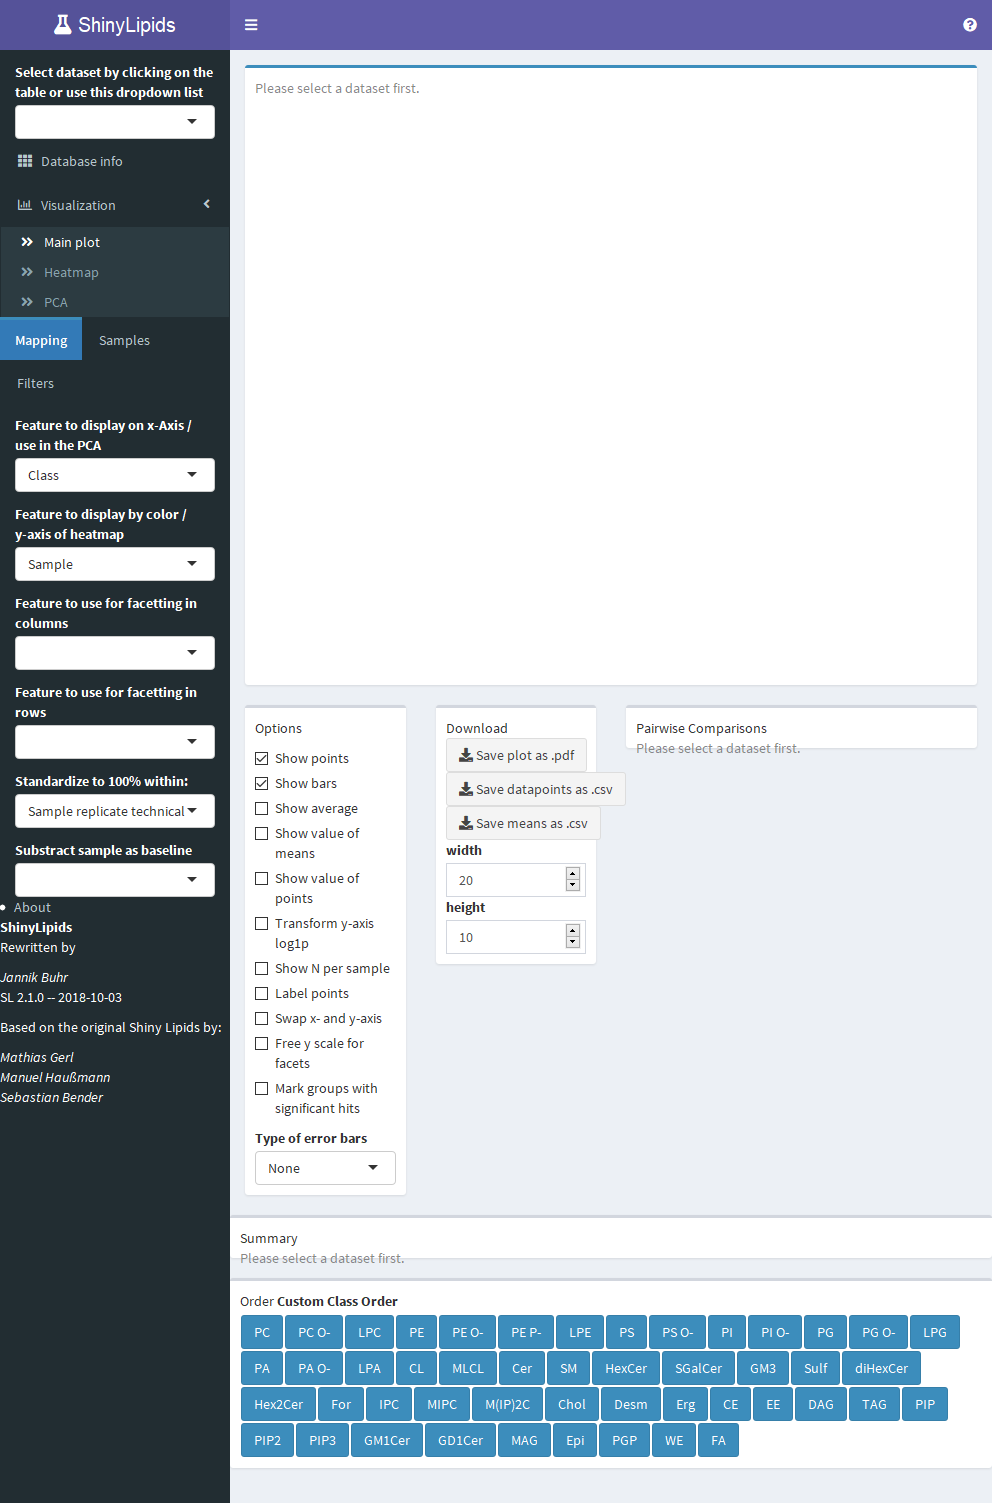 ShinyLipids
Select dataset by clicking on the
table or use this dropdown list
Database info
Visualization
Main plot
Heatmap
PCA
Mapping Samples
Filters
Feature to display on x-Axis /
use in the PCA
Class
Feature to display by color /
y-axis of heatmap
Sample
Feature to use for facetting in
columns
Feature to use for facetting in
rows
Standardize to 100% within:
Sample replicate technical
Substract sample as baseline
About
ShinyLipids
Rewritten by
Jannik Buhr
SL 2.1.0 -- 2018-10-03
Based on the original Shiny Lipids by:
Mathias Gerl
Manuel Haußmann
Sebastian Bender
Please select a dataset first.
Options
Show points
Show bars
Show average
Show value of
means
Show value of
points
Transform y-axis
log1p
Show N per sample
Label points
Swap x- and y-axis
Free y scale for
facets
Mark groups with
significant hits
Type of error bars
None
Download
Save plot as .pdf
Save datapoints as .csv
Save means as .csv
width
20
height
10
Pairwise Comparisons
Please select a dataset first.
Summary
Please select a dataset first.
Order Custom Class Order
PC PC O- LPC PE PE O- PE P- LPE PS PS O- PI PI O- PG PG O- LPG
PA PA O- LPA CL MLCL Cer SM HexCer SGalCer GM3 Sulf diHexCer
Hex2Cer For IPC MIPC M(IP)2C Chol Desm Erg CE EE DAG TAG PIP
PIP2 PIP3 GM1Cer GD1Cer MAG Epi PGP WE FA